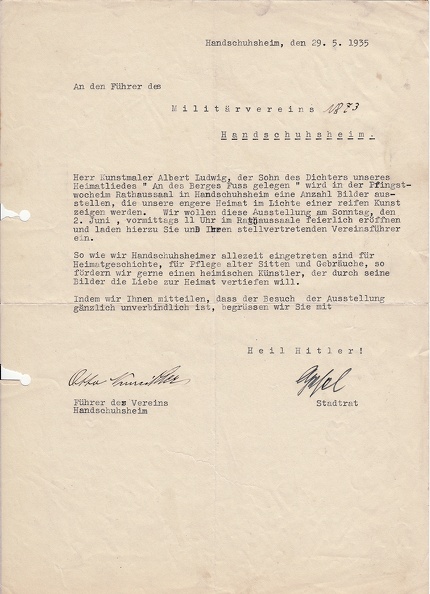 Handschuhsheim, den 29. 5. 1935
An den Führer des
Militärvereins 1873
Handschuhsheim.
Herr Kunstmaler Albert Ludwig, der Sohn des Dichters unseres
Heimatliedes " An des Berges Fuss gelegen " wird in der Pfingst-
wocheim Rathaussaal in Handschuhsheim eine Anzahl Bilder aus-
stellen, die unsere engere Heimat im Lichte einer reifen Kunst
zeigen werden. Wir wollen diese Ausstellung am Sonntag, den
2. Juni , vormittags 11 Uhr im Rathaussaale feierlich eröffnen
und laden hierzu Sie unD Ihren stellvertretenden Vereinsführer
ein.
So wie wir Handschuhsheimer allezeit eingetreten sind für
Heimatgeschichte, für Pflege alter Sitten und Gebräuche, so
fördern wir gerne einen heimischen Künstler, der durch seine
Bilder die Liebe zur Heimat vertiefen will.
Indem wir Ihnen mitteilen, dass der Besuch der Ausstellung
gänzlich unverbindlich ist, begrüssen wir Sie mit
Heil Hitler!
Otto
Führer des Vereins Stadtrat
Handschuhsheim